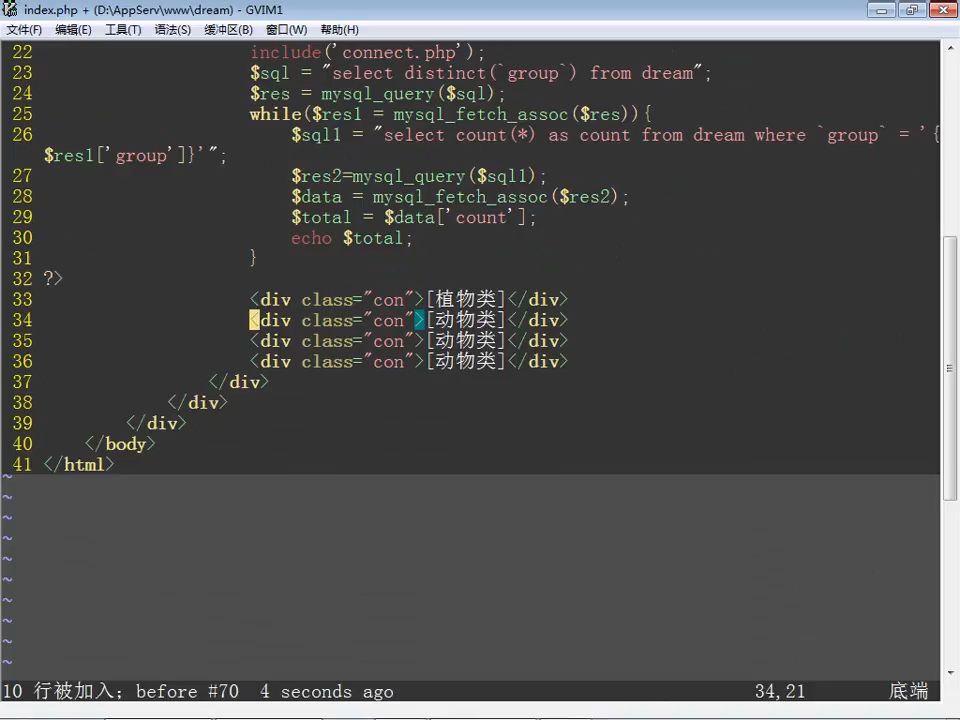 index.php + (D:\AppServ\www\dream) - GVIM1
文件(F) 编辑(E) 工具(T) 语法(S) 缓冲区(B) 窗口(W) 帮助(H)
22 include('connect.php');
23 $sql = "select distinct(`group`) from dream";
24 $res = mysql_query($sql);
25 while($res1 = mysql_fetch_assoc($res)){
26 $sql1 = "select count(*) as count from dream where `group` = '{
$res1['group']}'";
27 $res2=mysql_query($sql1);
28 $data = mysql_fetch_assoc($res2);
29 $total = $data['count'];
30 echo $total;
31 }
32 ?>
33 <div class="con">[植物类]</div>
34 <div class="con">[动物类]</div>
35 <div class="con">[动物类]</div>
36 <div class="con">[动物类]</div>
37 </div>
38 </div>
39 </div>
40 </body>
41 </html>
~
~
~
~
~
~
~
~
~
~
10 行被加入; before #70 4 seconds ago 34,21 底端